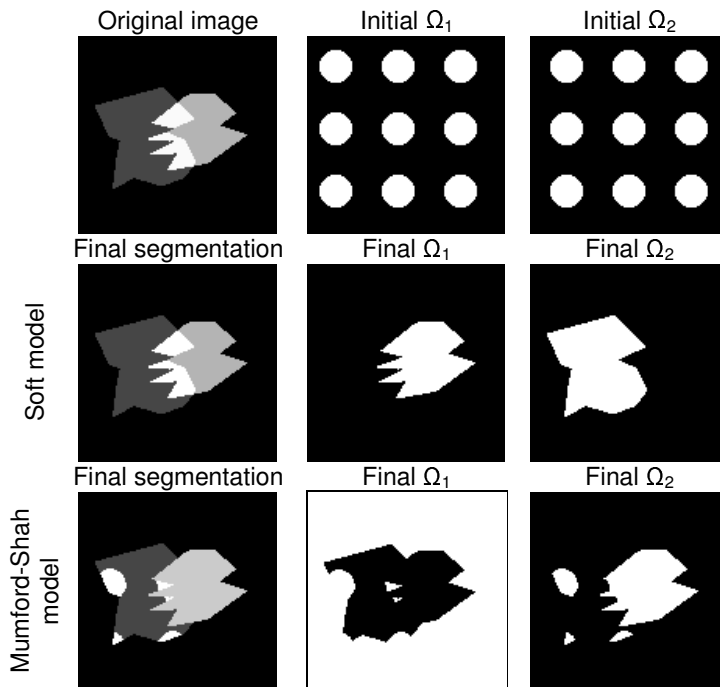 Original image
Initial Ω₁
Initial Ω₂
Final segmentation
Final Ω₁
Final Ω₂
Soft model
Final segmentation
Final Ω₁
Final Ω₂
Mumford-Shah
model